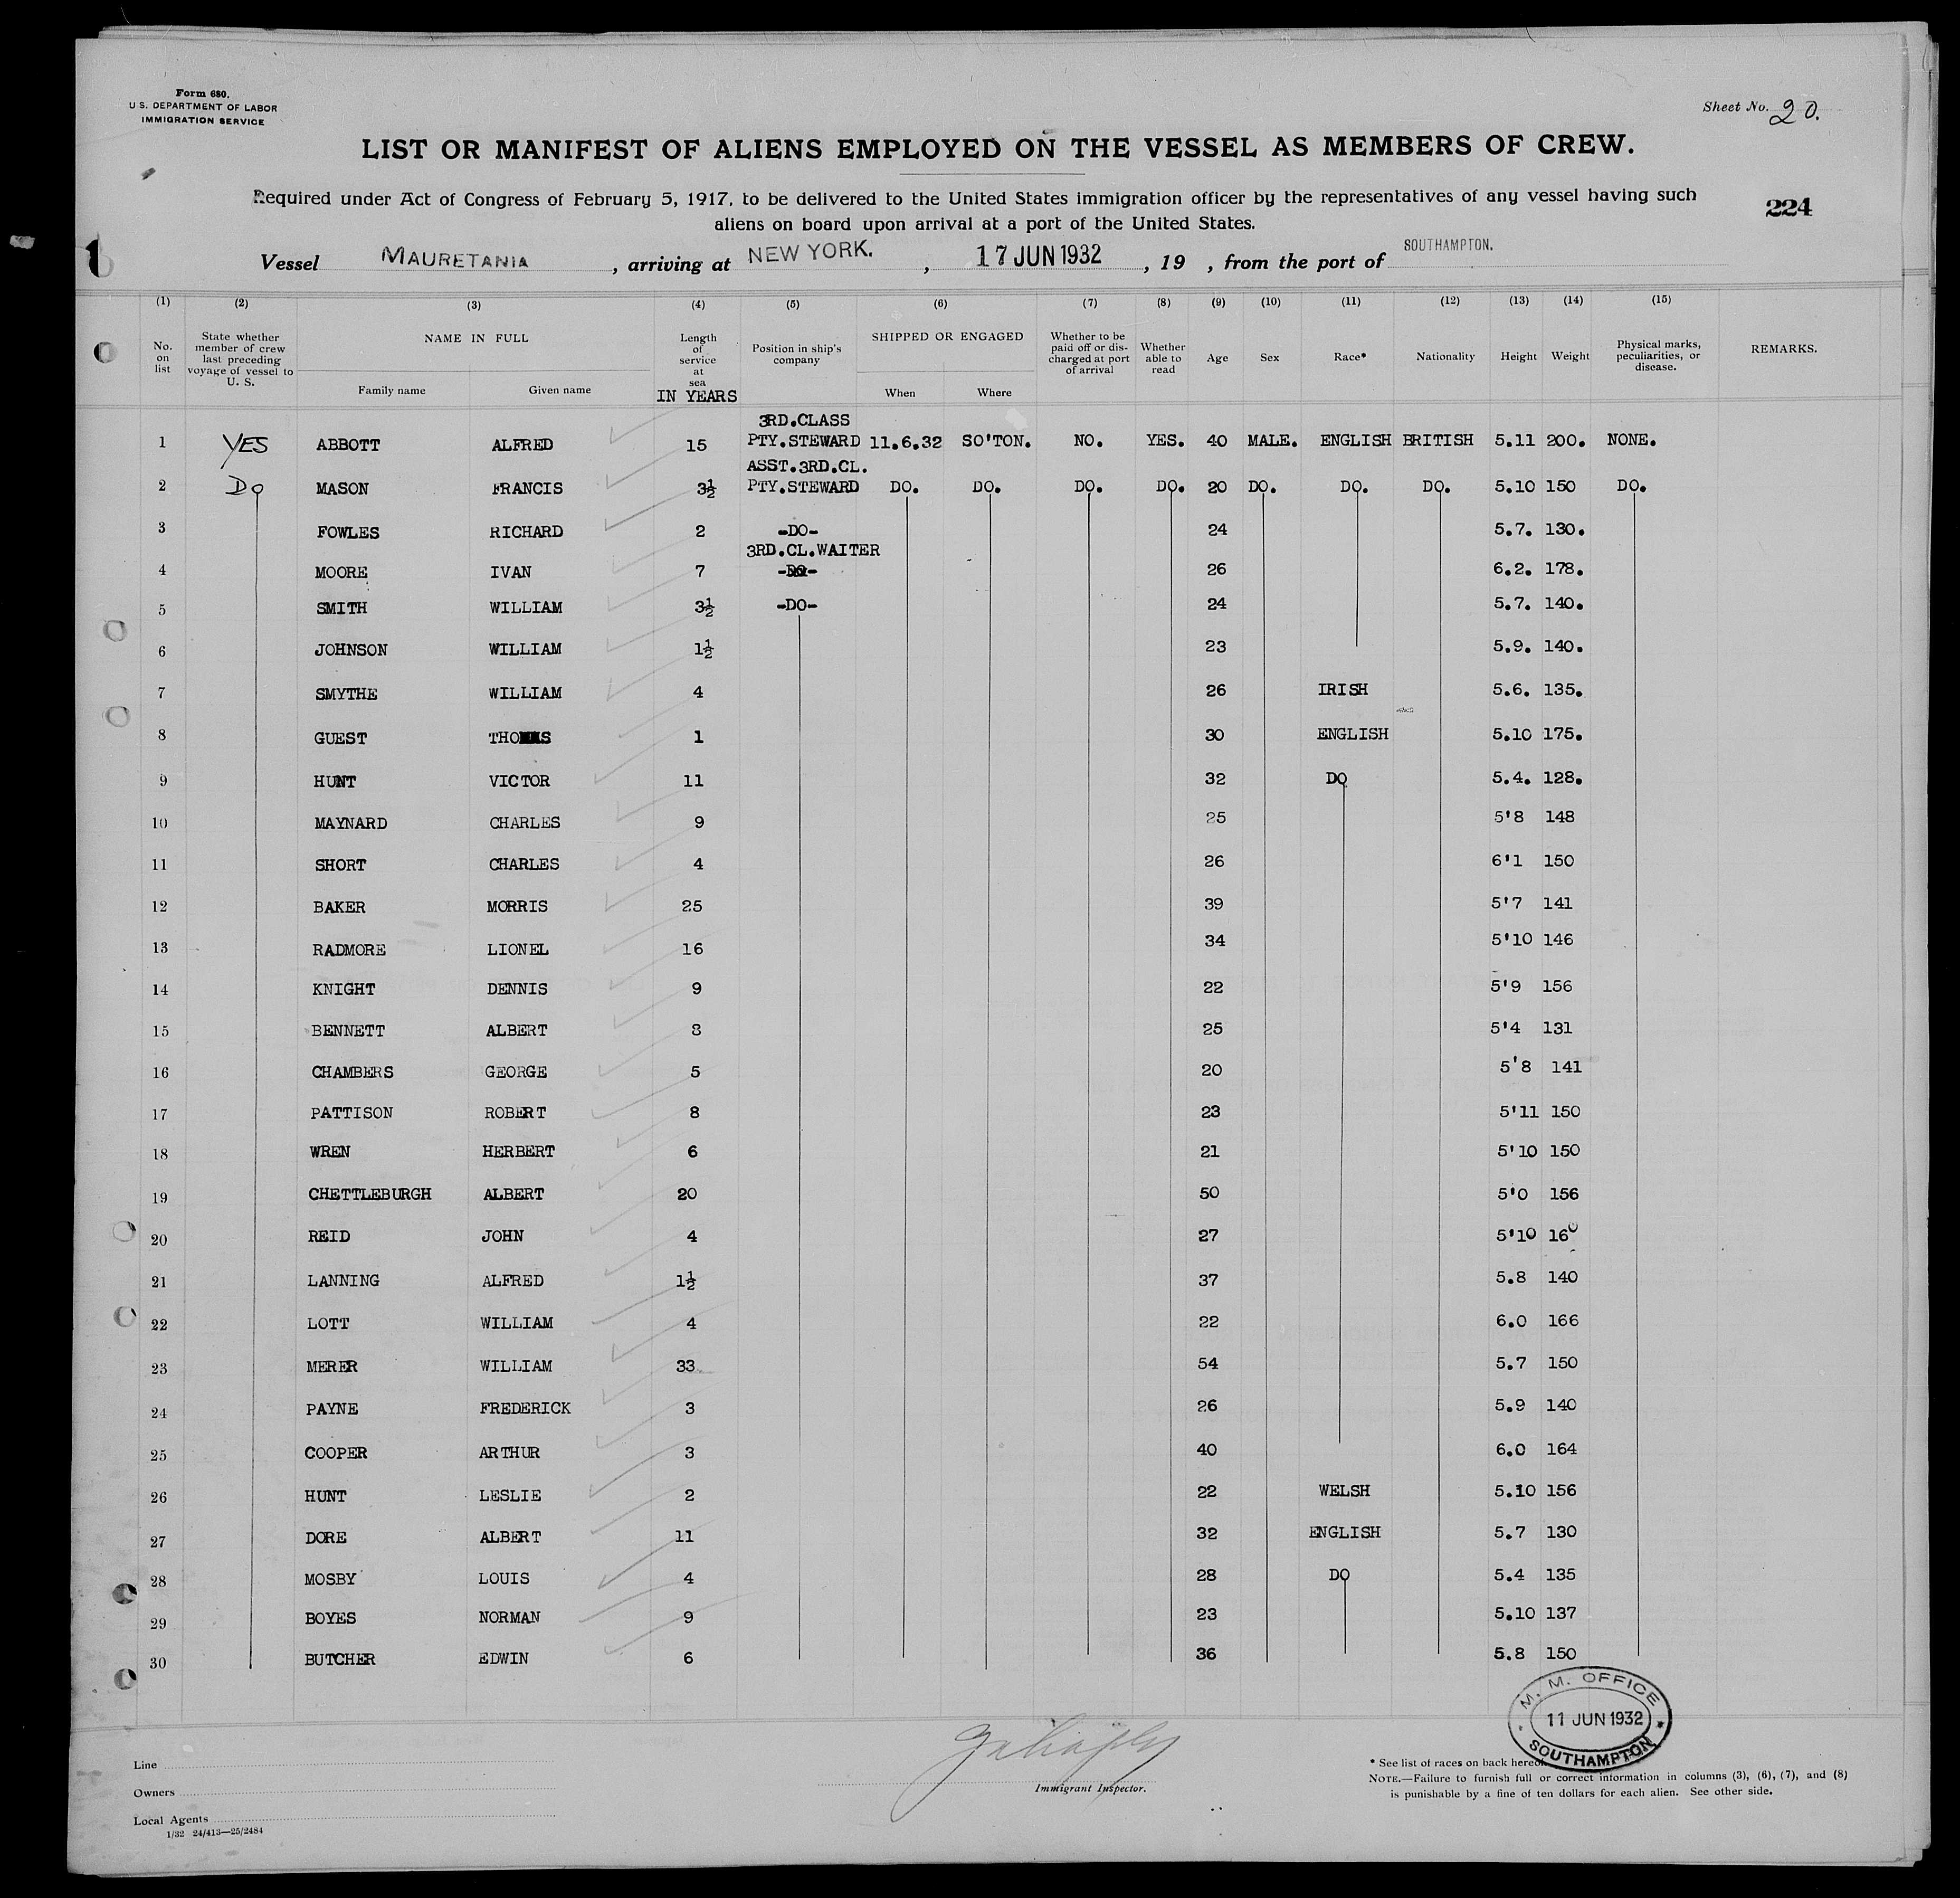 Form 680.
U.S. DEPARTMENT OF LABOR
IMMIGRATION SERVICE
Sheet No. 20.
LIST OR MANIFEST OF ALIENS EMPLOYED ON THE VESSEL AS MEMBERS OF CREW.
Required under Act of Congress of February 5, 1917, to be delivered to the United States immigration officer by the representatives of any vessel having such
aliens on board upon arrival at a port of the United States.
224
1
Vessel MAURETANIA , arriving at NEW YORK. , 17 JUN 1932 , 19 , from the port of SOUTHAMPTON.
(1) (2) (3) (4) (5) (6) (7) (8) (9) (10) (11) (12) (13) (14) (15)
No. on list
State whether member of crew last preceding voyage of vessel to U. S.
NAME IN FULL
Family name Given name
Length of service at sea
IN YEARS
Position in ship's company
SHIPPED OR ENGAGED
When Where
Whether to be paid off or discharged at port of arrival
Whether able to read
Age Sex Race* Nationality Height Weight
Physical marks, peculiarities, or disease.
REMARKS.
3RD.CLASS
1 YES ABBOTT ALFRED 15 PTY.STEWARD 11.6.32 SO'TON. NO. YES. 40 MALE. ENGLISH BRITISH 5.11 200. NONE.
ASST.3RD.CL.
2 Do MASON FRANCIS 3½ PTY.STEWARD DO. DO. DO. DO. 20 DO. DO. DO. 5.10 150 DO.
3 FOWLES RICHARD 2 -DO- 24 5.7. 130.
3RD.CL.WAITER
4 MOORE IVAN 7 -DO- 26 6.2. 178.
5 SMITH WILLIAM 3½ -DO- 24 5.7. 140.
6 JOHNSON WILLIAM 1½ 23 5.9. 140.
7 SMYTHE WILLIAM 4 26 IRISH 5.6. 135.
8 GUEST THOMAS 1 30 ENGLISH 5.10 175.
9 HUNT VICTOR 11 32 DO 5.4. 128.
10 MAYNARD CHARLES 9 25 5'8 148
11 SHORT CHARLES 4 26 6'1 150
12 BAKER MORRIS 25 39 5'7 141
13 RADMORE LIONEL 16 34 5'10 146
14 KNIGHT DENNIS 9 22 5'9 156
15 BENNETT ALBERT 8 25 5'4 131
16 CHAMBERS GEORGE 5 20 5'8 141
17 PATTISON ROBERT 8 23 5'11 150
18 WREN HERBERT 6 21 5'10 150
19 CHETTLEBURGH ALBERT 20 50 5'0 156
20 REID JOHN 4 27 5'10 160
21 LANNING ALFRED 1½ 37 5.8 140
22 LOTT WILLIAM 4 22 6.0 166
23 MERER WILLIAM 33 54 5.7 150
24 PAYNE FREDERICK 3 26 5.9 140
25 COOPER ARTHUR 3 40 6.0 164
26 HUNT LESLIE 2 22 WELSH 5.10 156
27 DORE ALBERT 11 32 ENGLISH 5.7 130
28 MOSBY LOUIS 4 28 DO 5.4 135
29 BOYES NORMAN 9 23 5.10 137
30 BUTCHER EDWIN 6 36 5.8 150
M. M. OFFICE
11 JUN 1932
SOUTHAMPTON
Line
Owners
Local Agents
1/32 24/413—25/2484
Immigrant Inspector.
* See list of races on back hereof.
NOTE.—Failure to furnish full or correct information in columns (3), (6), (7), and (8)
is punishable by a fine of ten dollars for each alien. See other side.